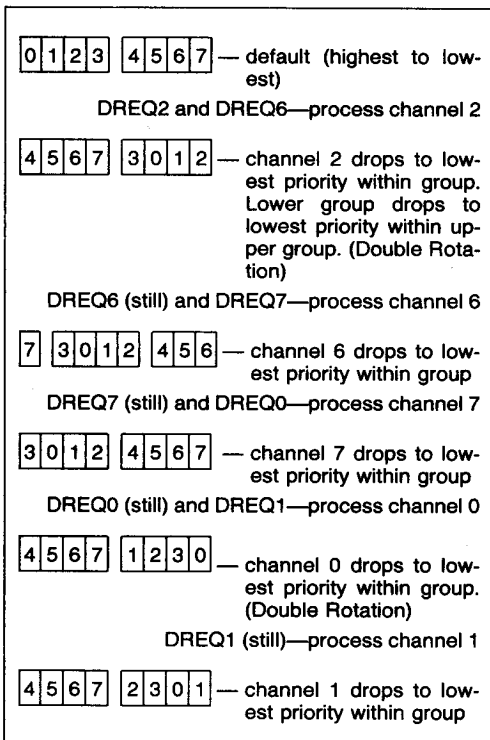 0 1 2 3 4 5 6 7 — default (highest to low-
est)
DREQ2 and DREQ6—process channel 2
4 5 6 7 3 0 1 2 — channel 2 drops to low-
est priority within group.
Lower group drops to
lowest priority within up-
per group. (Double Rota-
tion)
DREQ6 (still) and DREQ7—process channel 6
7 3 0 1 2 4 5 6 — channel 6 drops to low-
est priority within group
DREQ7 (still) and DREQ0—process channel 7
3 0 1 2 4 5 6 7 — channel 7 drops to low-
est priority within group
DREQ0 (still) and DREQ1—process channel 0
4 5 6 7 1 2 3 0 — channel 0 drops to low-
est priority within group.
(Double Rotation)
DREQ1 (still)—process channel 1
4 5 6 7 2 3 0 1 — channel 1 drops to low-
est priority within group